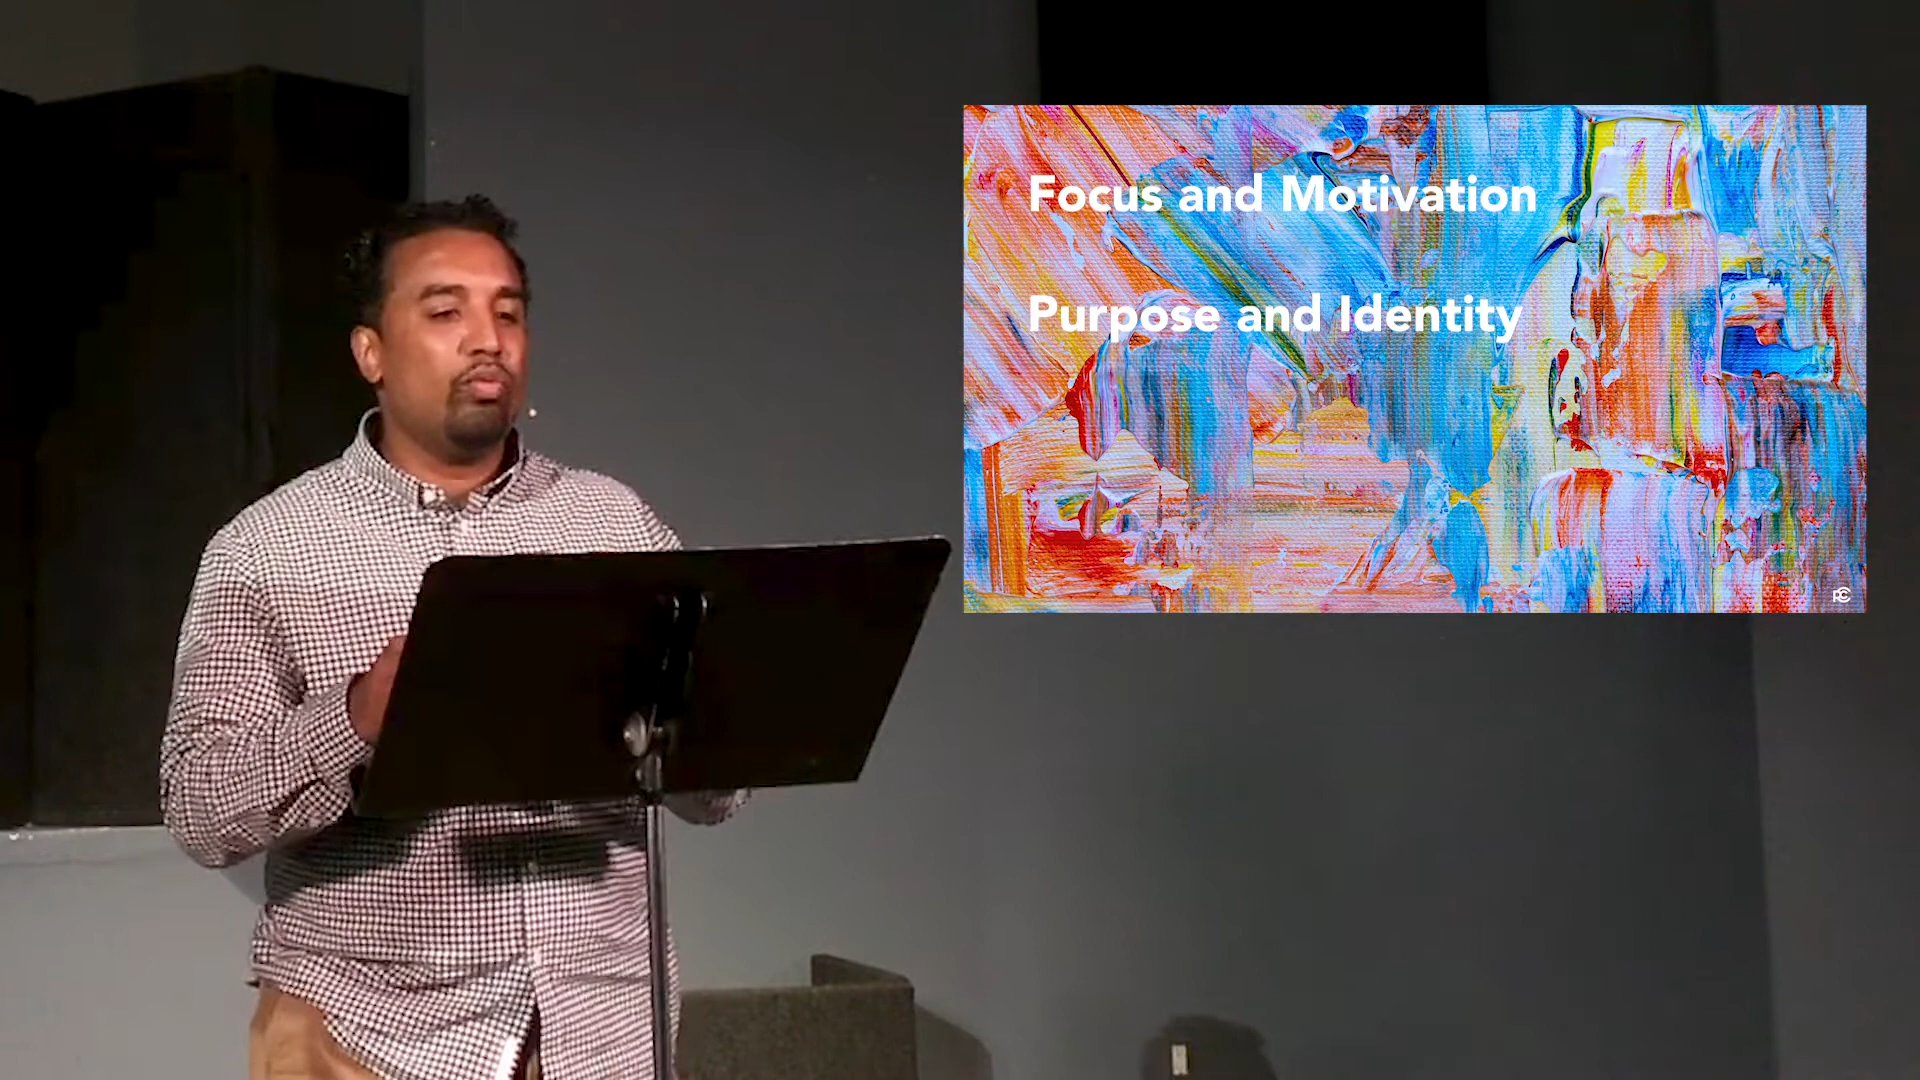 Focus and Motivation
Purpose and Identity